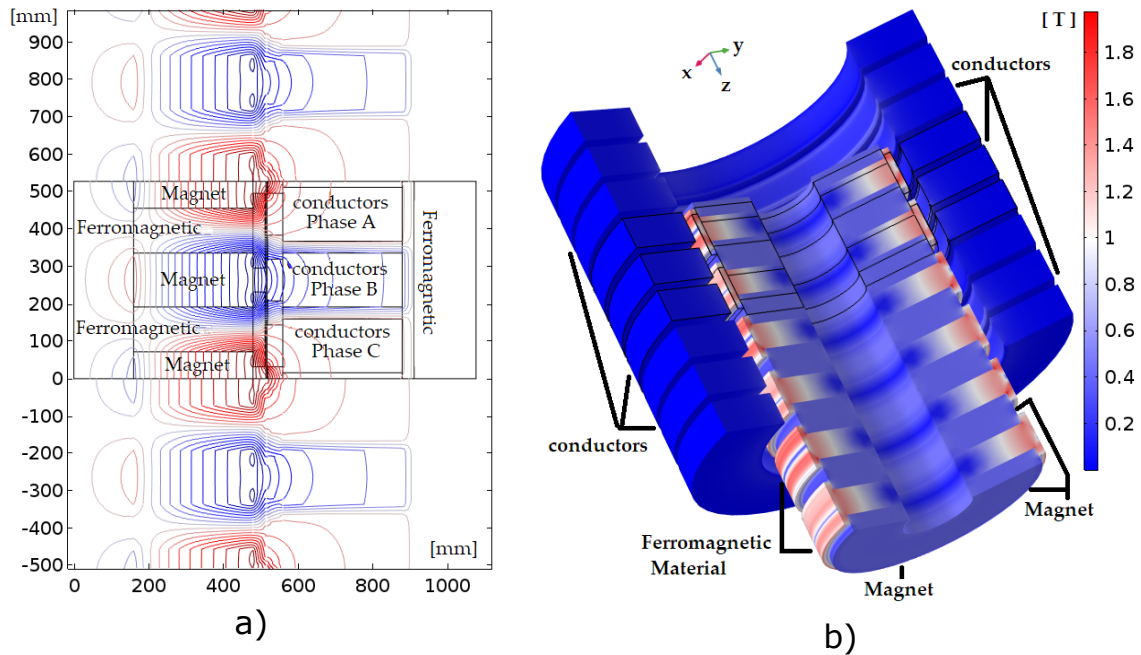 [mm]
900
800
700
600
500
400
300
200
100
0
-100
-200
-300
-400
-500
0
200
400
600
800
1000
[mm]
Magnet
Ferromagnetic
Magnet
Ferromagnetic
Magnet
conductors
Phase A
conductors
Phase B
conductors
Phase C
Ferromagnetic
a)
x
y
z
conductors
conductors
Ferromagnetic
Material
Magnet
Magnet
[ T ]
1.8
1.6
1.4
1.2
1
0.8
0.6
0.4
0.2
b)